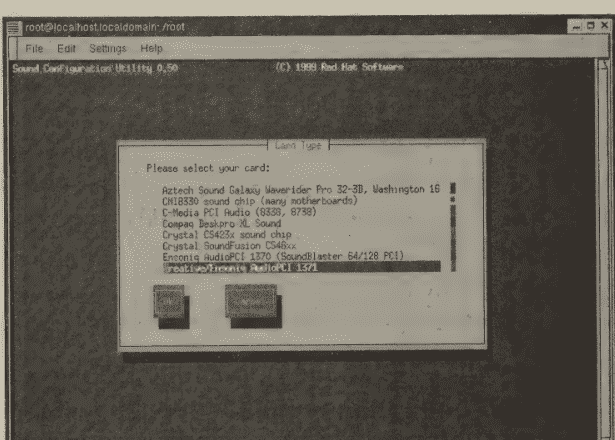 root@localhost.localdomain: /root
File Edit Settings Help
Sound Configuration Utility 0.50 (C) 1999 Red Hat Software
Card Type
Please select your card:
Aztech Sound Galaxy Waverider Pro 32-3D, Washington 16
CMI8330 sound chip (many motherboards)
C-Media PCI Audio (8338, 8738)
Compaq Deskpro XL Sound
Crystal CS423x sound chip
Crystal SoundFusion CS46xx
Ensoniq AudioPCI 1370 (SoundBlaster 64/128 PCI)
Creative/Ensoniq AudioPCI 1371